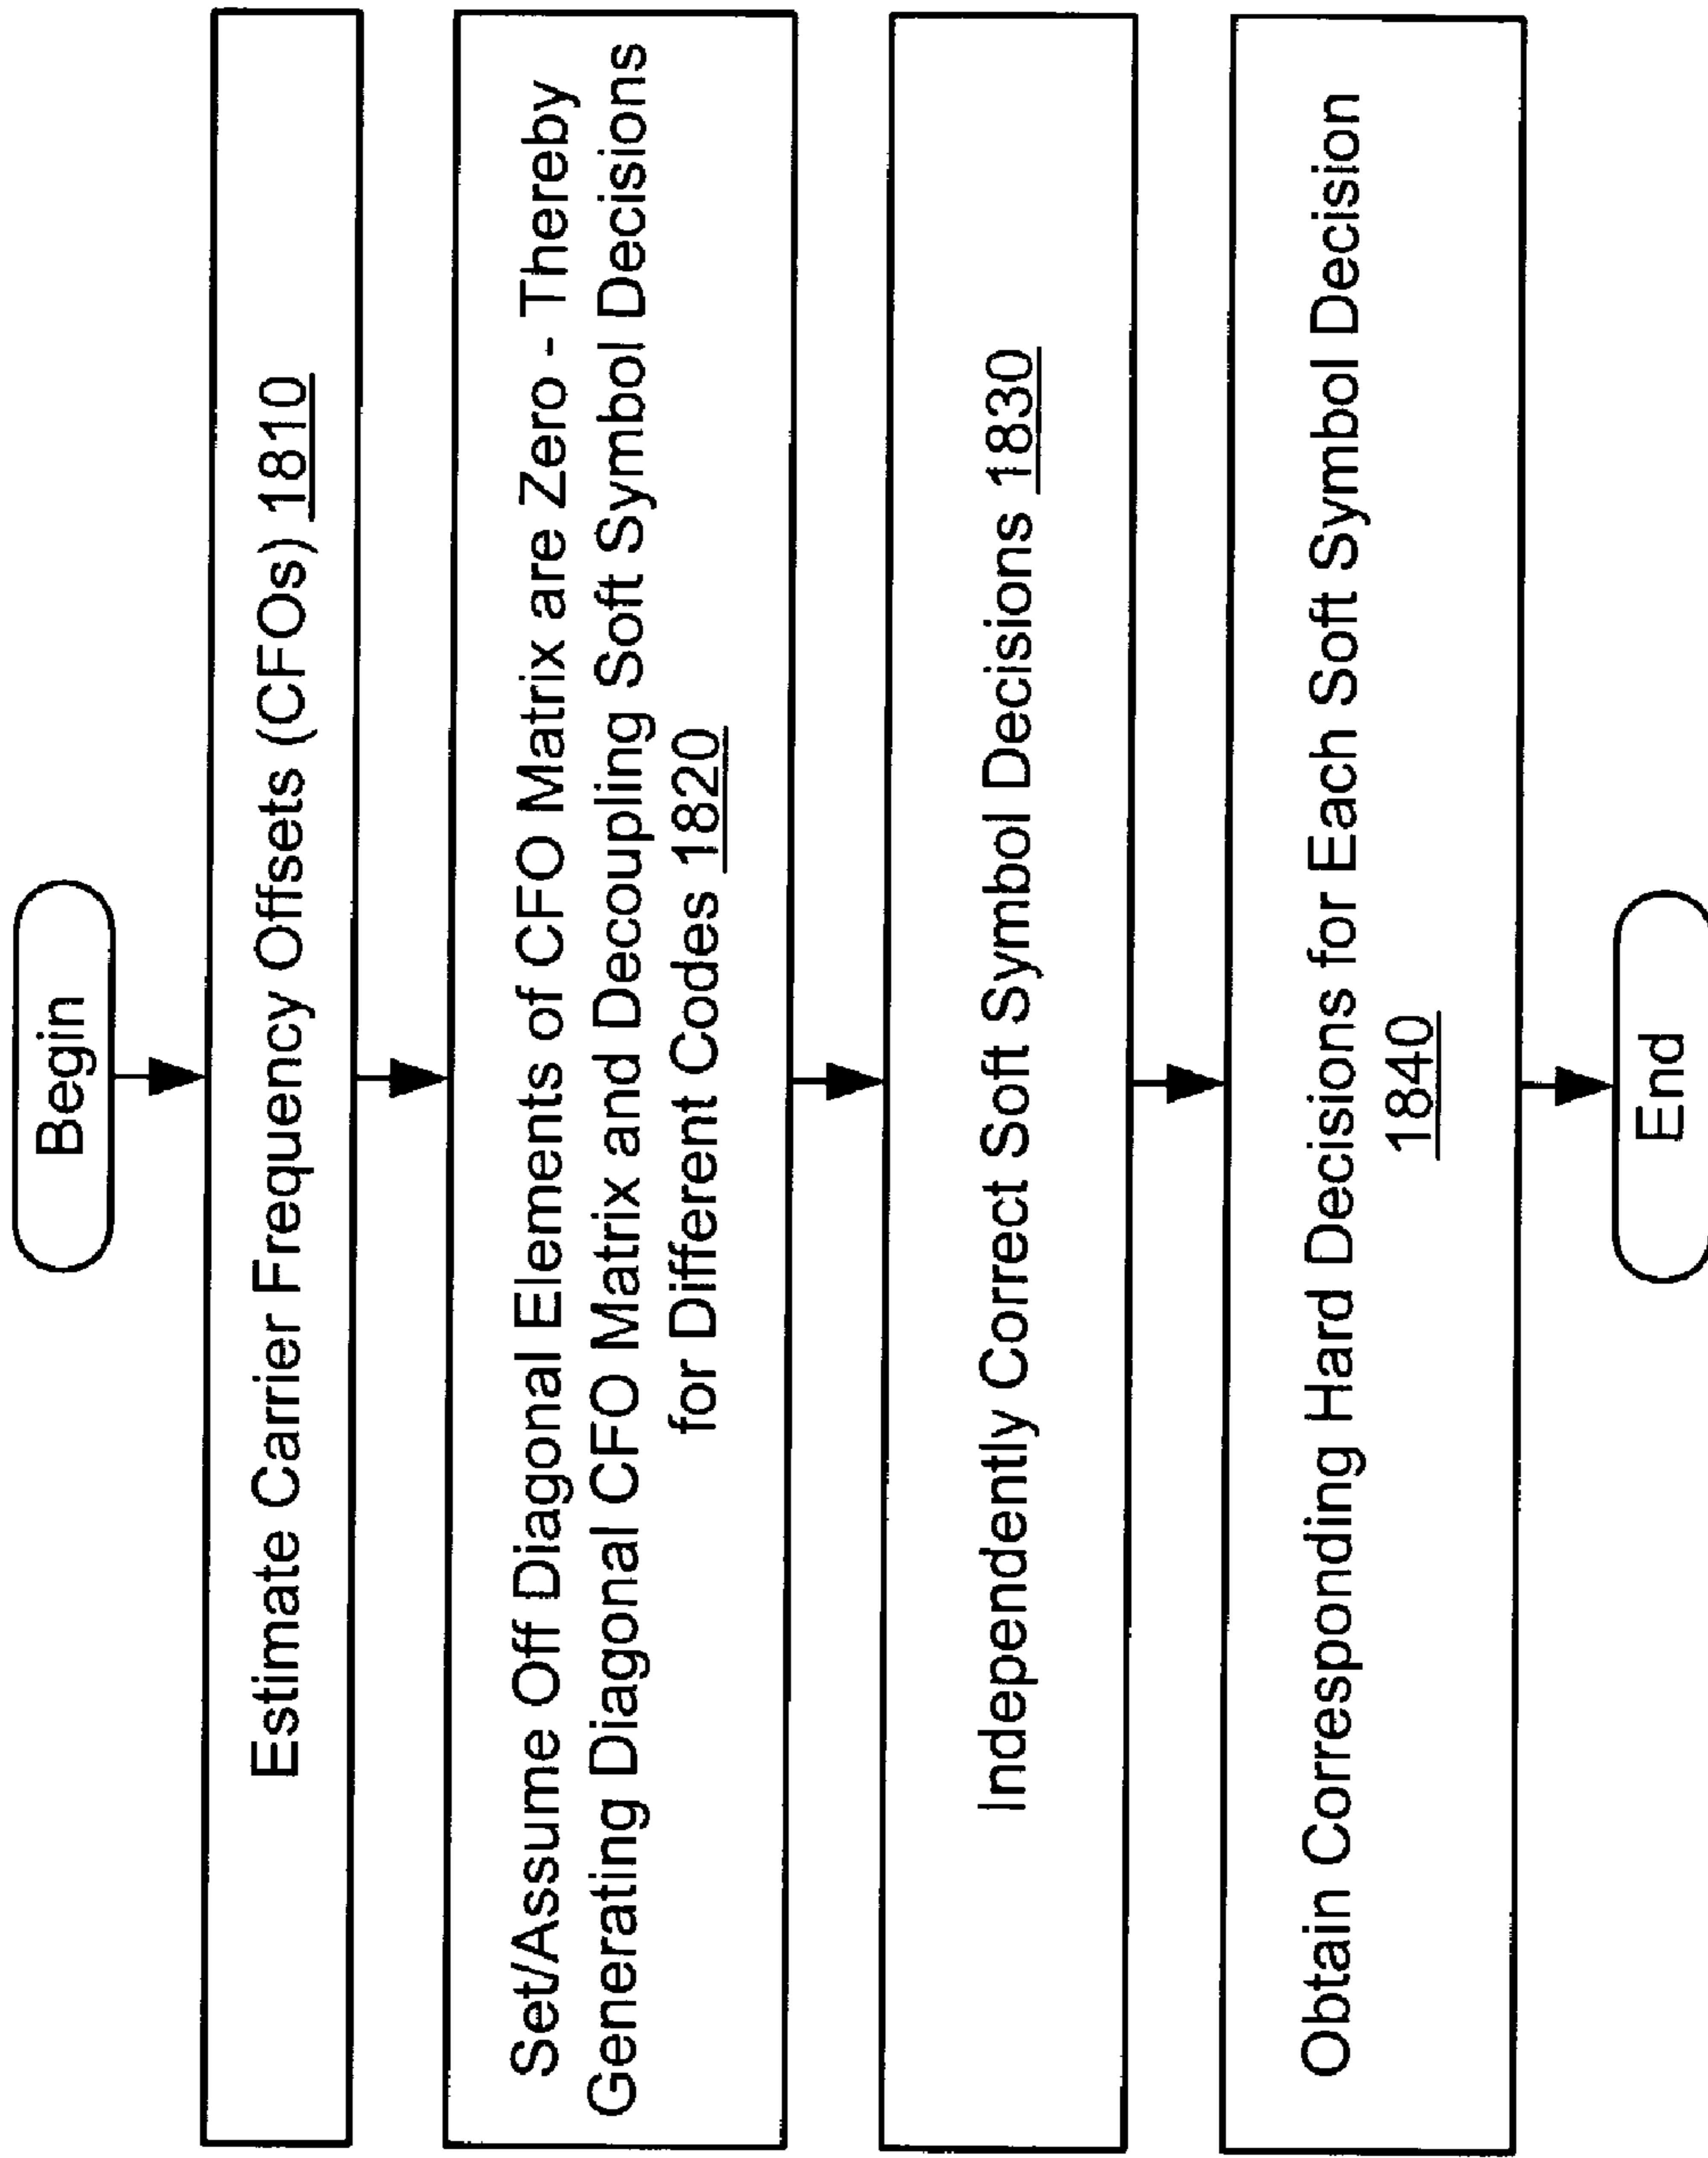 Begin
Estimate Carrier Frequency Offsets (CFOs) 1810
Set/Assume Off Diagonal Elements of CFO Matrix are Zero - Thereby
Generating Diagonal CFO Matrix and Decoupling Soft Symbol Decisions
for Different Codes 1820
Independently Correct Soft Symbol Decisions 1830
Obtain Corresponding Hard Decisions for Each Soft Symbol Decision
1840
End